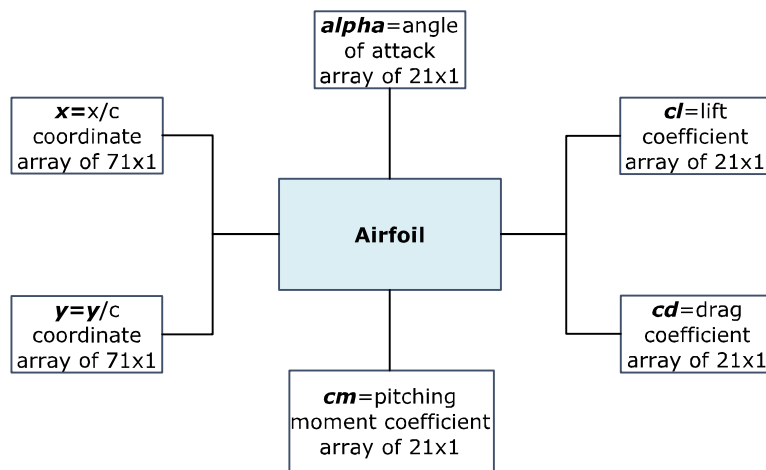 alpha=angle
of attack
array of 21x1
x=x/c
coordinate
array of 71x1
cl=lift
coefficient
array of 21x1
Airfoil
y=y/c
coordinate
array of 71x1
cd=drag
coefficient
array of 21x1
cm=pitching
moment coefficient
array of 21x1